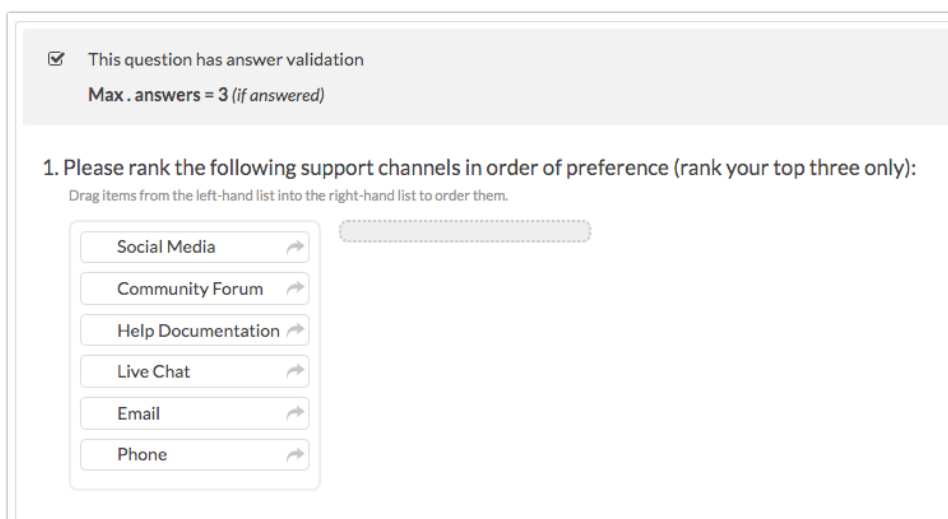 This question has answer validation
Max . answers = 3 (if answered)
1. Please rank the following support channels in order of preference (rank your top three only):
Drag items from the left-hand list into the right-hand list to order them.
Social Media
Community Forum
Help Documentation
Live Chat
Email
Phone